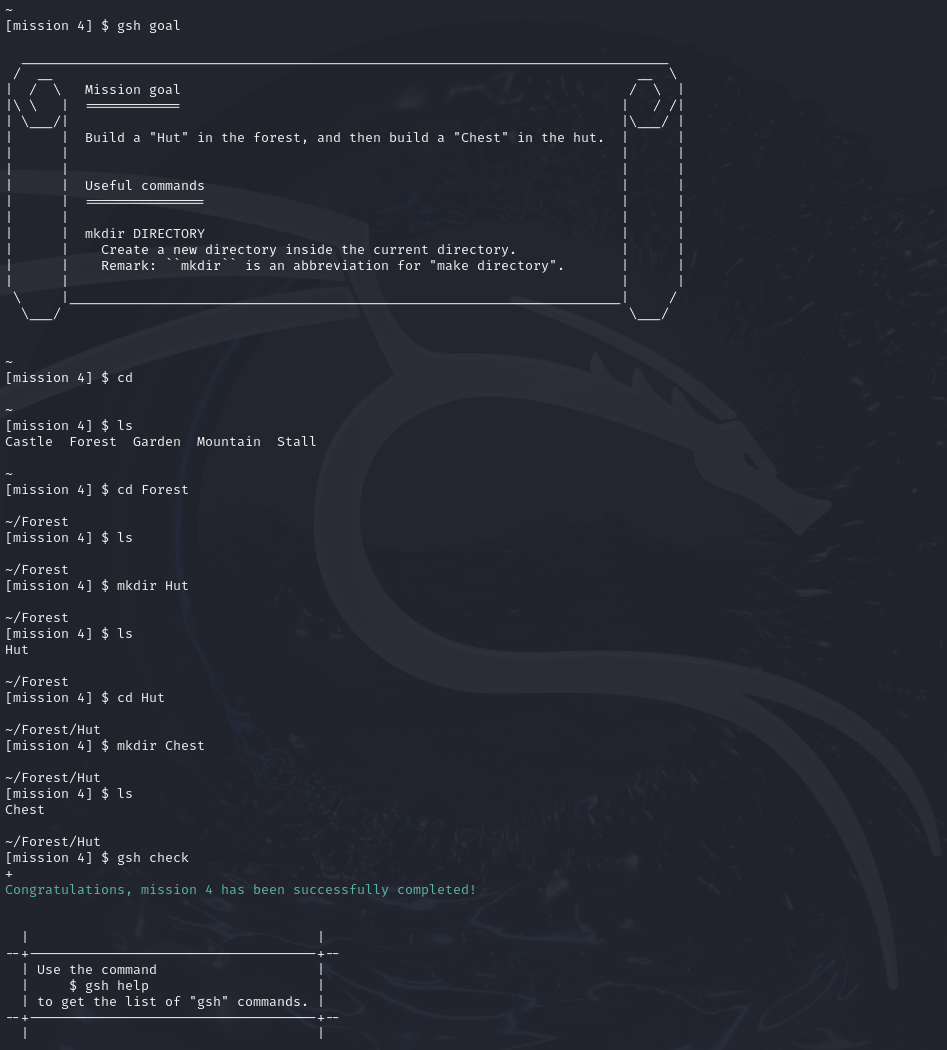 ~
[mission 4] $ gsh goal
Mission goal
============
Build a "Hut" in the forest, and then build a "Chest" in the hut.
Useful commands
===============
mkdir DIRECTORY
Create a new directory inside the current directory.
Remark: ``mkdir`` is an abbreviation for "make directory".
~
[mission 4] $ cd
~
[mission 4] $ ls
Castle  Forest  Garden  Mountain  Stall
~
[mission 4] $ cd Forest
~/Forest
[mission 4] $ ls
~/Forest
[mission 4] $ mkdir Hut
~/Forest
[mission 4] $ ls
Hut
~/Forest
[mission 4] $ cd Hut
~/Forest/Hut
[mission 4] $ mkdir Chest
~/Forest/Hut
[mission 4] $ ls
Chest
~/Forest/Hut
[mission 4] $ gsh check
+
Congratulations, mission 4 has been successfully completed!
Use the command
$ gsh help
to get the list of "gsh" commands.